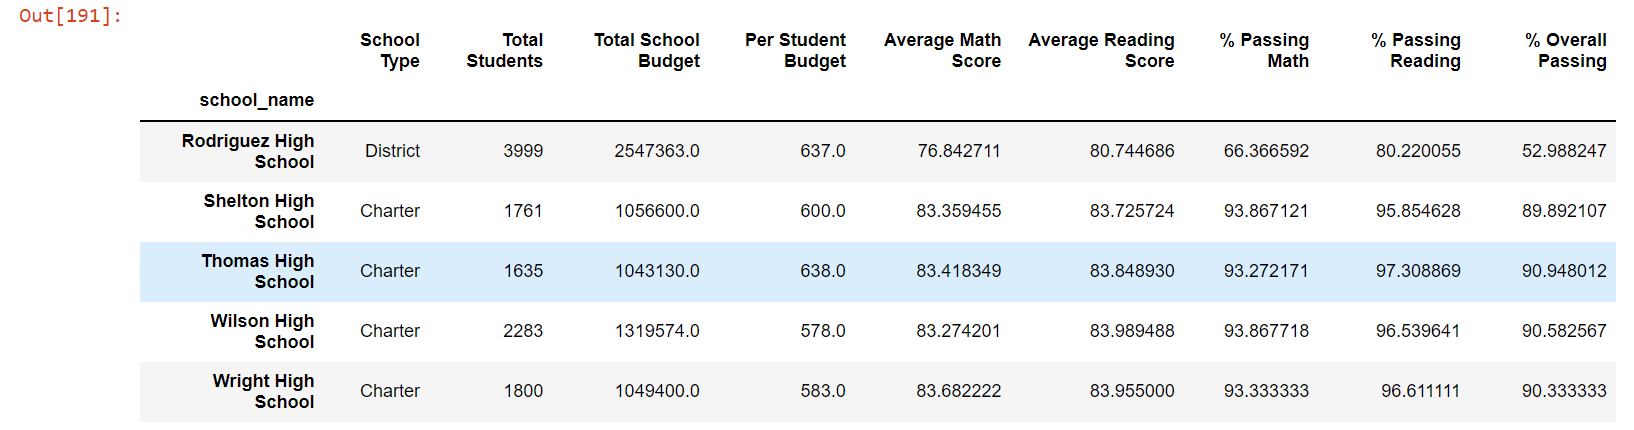 Out[191]:
School Type Total Students Total School Budget Per Student Budget Average Math Score Average Reading Score % Passing Math % Passing Reading % Overall Passing
school_name
Rodriguez High School District 3999 2547363.0 637.0 76.842711 80.744686 66.366592 80.220055 52.988247
Shelton High School Charter 1761 1056600.0 600.0 83.359455 83.725724 93.867121 95.854628 89.892107
Thomas High School Charter 1635 1043130.0 638.0 83.418349 83.848930 93.272171 97.308869 90.948012
Wilson High School Charter 2283 1319574.0 578.0 83.274201 83.989488 93.867718 96.539641 90.582567
Wright High School Charter 1800 1049400.0 583.0 83.682222 83.955000 93.333333 96.611111 90.333333